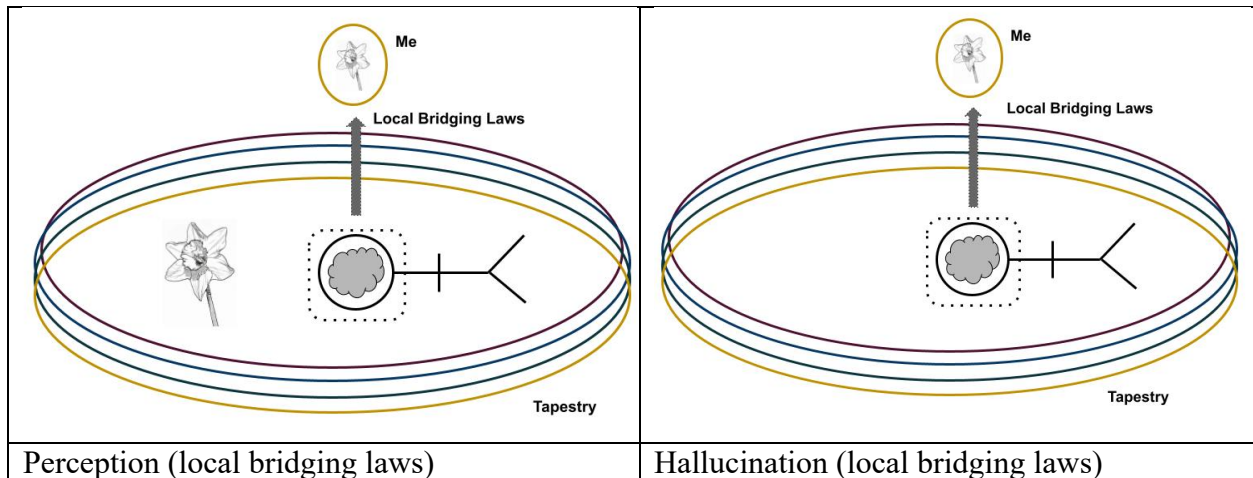 Me
Local Bridging Laws
Tapestry
Perception (local bridging laws)
Me
Local Bridging Laws
Tapestry
Hallucination (local bridging laws)